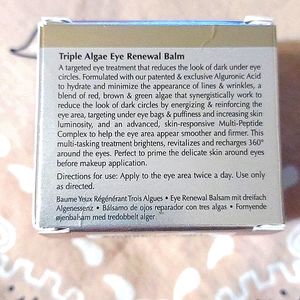 Triple Algae Eye Renewal Balm
A targeted eye treatment that reduces the look of dark under eye
circles. Formulated with our patented & exclusive Alguronic Acid
to hydrate and minimize the appearance of lines & wrinkles, a
blend of red, brown & green algae that synergistically work to
reduce the look of dark circles by energizing & reinforcing the
eye area, targeting under eye bags & puffiness and increasing skin
luminosity, and an advanced, skin-responsive Multi-Peptide
Complex to help the eye area appear smoother and firmer. This
multi-tasking treatment brightens, revitalizes and recharges 360°
around the eyes. Perfect to prime the delicate skin around eyes
before makeup application.
Directions for use: Apply to the eye area twice a day. Use only
as directed.
Baume Yeux Régénérant Trois Algues • Eye Renewal Balsam mit dreifach
Algenessenz • Bálsamo de ojos reparador con tres algas • Fornyende
øjenbalsam med tredobbelt alger.